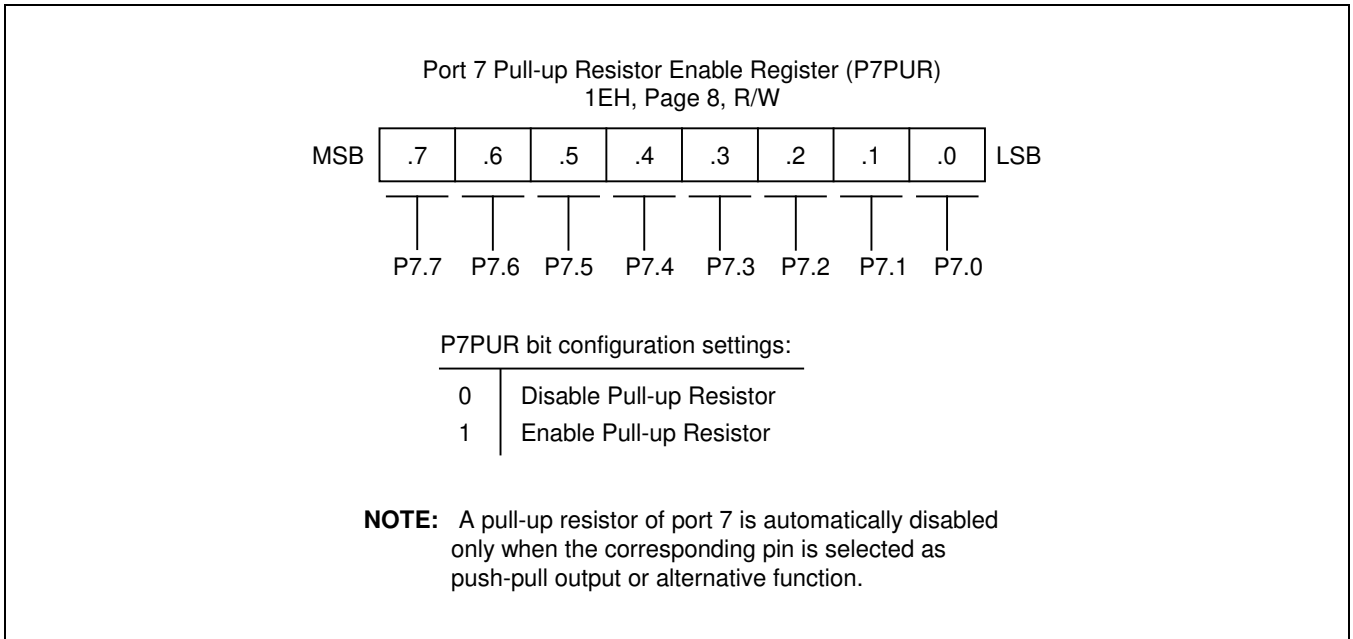 Port 7 Pull-up Resistor Enable Register (P7PUR)
1EH, Page 8, R/W
MSB .7 .6 .5 .4 .3 .2 .1 .0 LSB
P7.7 P7.6 P7.5 P7.4 P7.3 P7.2 P7.1 P7.0
P7PUR bit configuration settings:
0 Disable Pull-up Resistor
1 Enable Pull-up Resistor
NOTE: A pull-up resistor of port 7 is automatically disabled
only when the corresponding pin is selected as
push-pull output or alternative function.